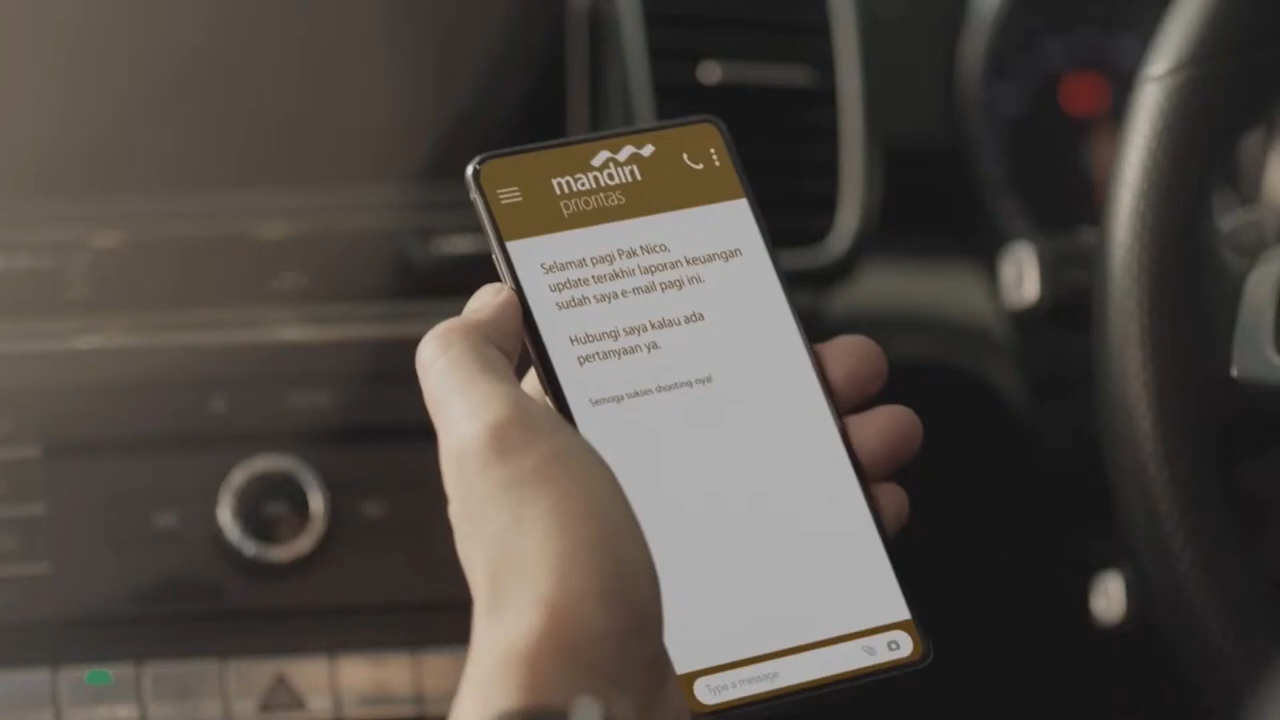 mandiri
prioritas
Selamat pagi Pak Nico,
update terakhir laporan keuangan
sudah saya e-mail pagi ini.
Hubungi saya kalau ada
pertanyaan ya.
Semoga sukses shooting-nya!
Type a message